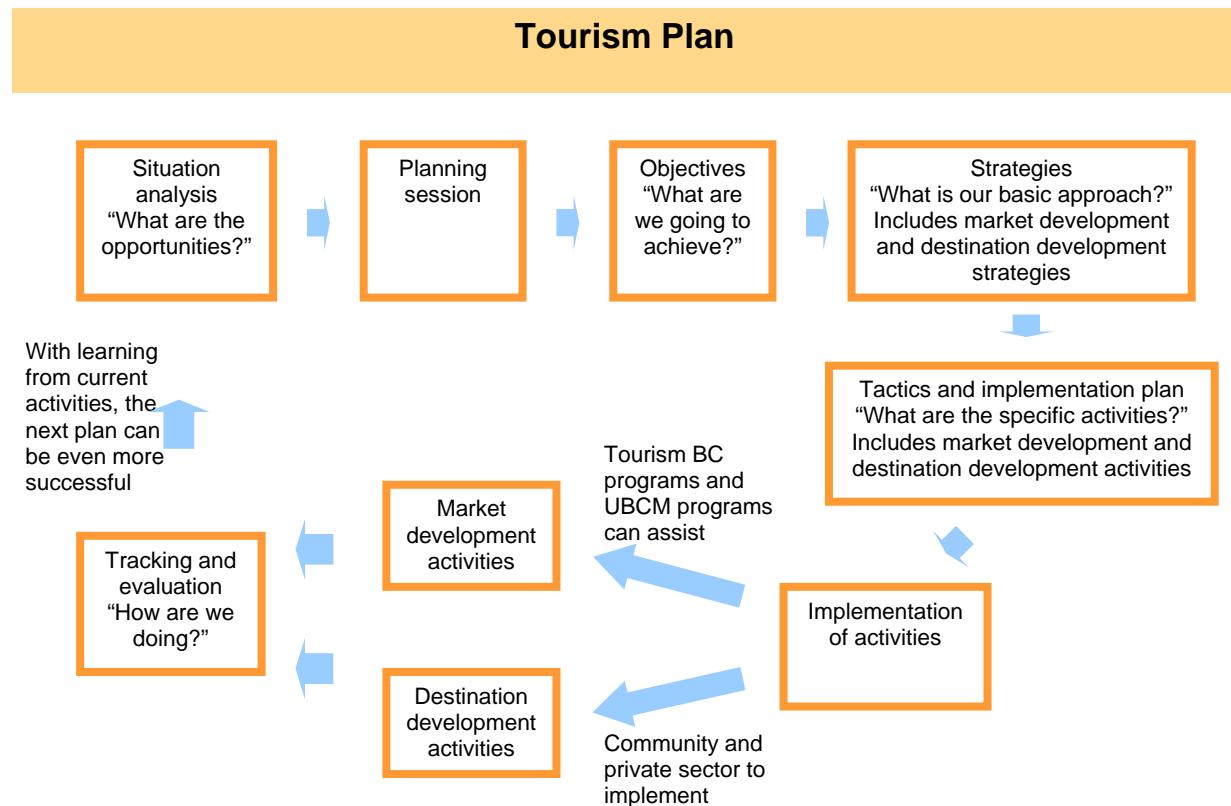 Tourism Plan
Situation
analysis
“What are the
opportunities?”
Planning
session
Objectives
“What are
we going to
achieve?”
Strategies
“What is our basic approach?”
Includes market development
and destination development
strategies
Tactics and implementation plan
“What are the specific activities?”
Includes market development and
destination development activities
Implementation
of activities
Tourism BC
programs and
UBCM programs
can assist
Market
development
activities
Community and
private sector to
implement
Destination
development
activities
Tracking and
evaluation
“How are we
doing?”
With learning
from current
activities, the
next plan can
be even more
successful